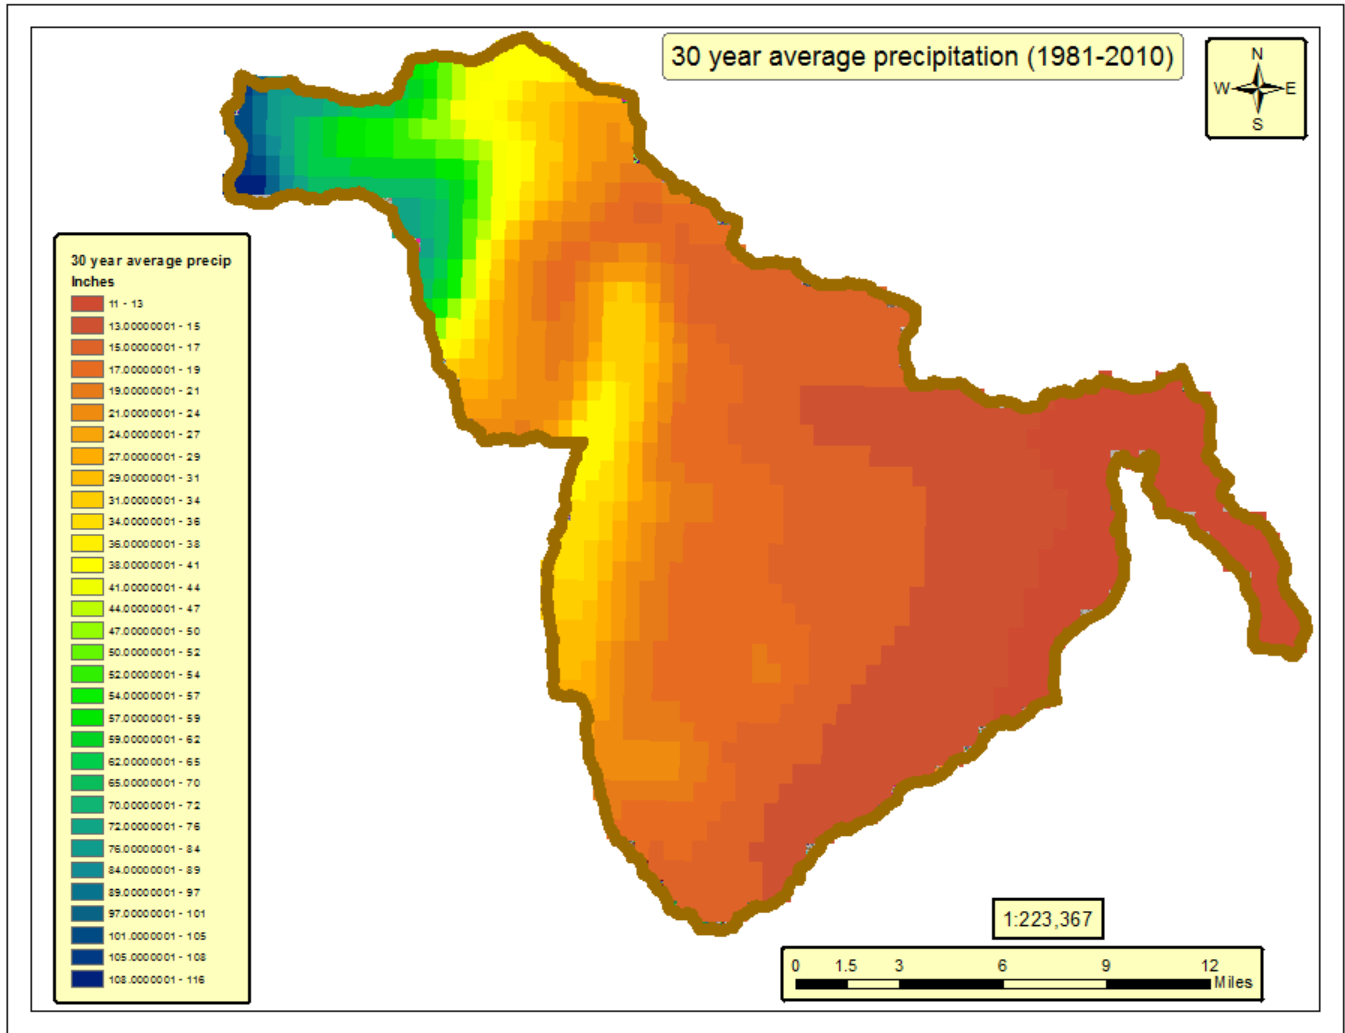 30 year average precipitation (1981-2010)
N
W E
S
30 year average precip
Inches
11 - 13
13.00000001 - 15
15.00000001 - 17
17.00000001 - 19
19.00000001 - 21
21.00000001 - 24
24.00000001 - 27
27.00000001 - 29
29.00000001 - 31
31.00000001 - 34
34.00000001 - 36
36.00000001 - 38
38.00000001 - 41
41.00000001 - 44
44.00000001 - 47
47.00000001 - 50
50.00000001 - 52
52.00000001 - 54
54.00000001 - 57
57.00000001 - 59
59.00000001 - 62
62.00000001 - 65
65.00000001 - 70
70.00000001 - 72
72.00000001 - 76
76.00000001 - 84
84.00000001 - 89
89.00000001 - 97
97.00000001 - 101
101.0000001 - 105
105.0000001 - 108
108.0000001 - 116
1:223,367
0 1.5 3 6 9 12
Miles